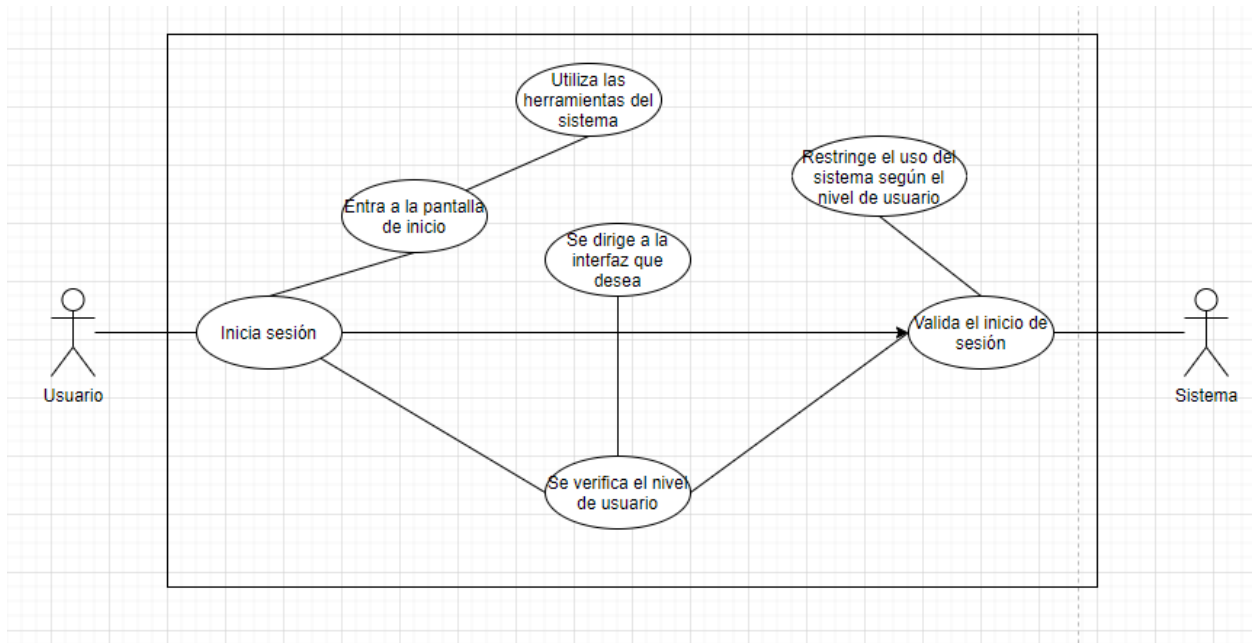 Utiliza las
herramientas del
sistema
Restringe el uso del
sistema según el
nivel de usuario
Entra a la pantalla
de inicio
Se dirige a la
interfaz que
desea
Inicia sesión
Valida el inicio de
sesión
Usuario
Sistema
Se verifica el nivel
de usuario